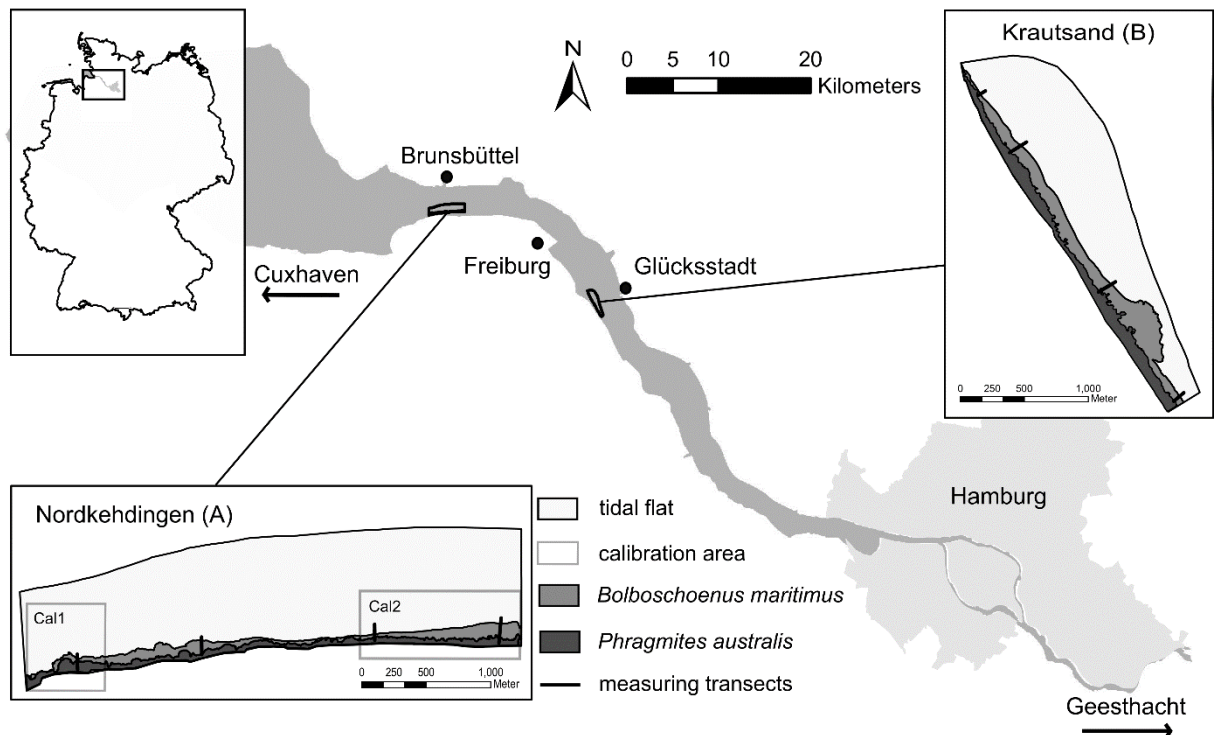 N
0 5 10 20
Kilometers
Krautsand (B)
0 250 500 1,000
Meter
Brunsbüttel
Freiburg
Glücksstadt
Cuxhaven
Hamburg
Geesthacht
Nordkehdingen (A)
Cal1
Cal2
0 250 500 1,000
Meter
tidal flat
calibration area
Bolboschoenus maritimus
Phragmites australis
measuring transects